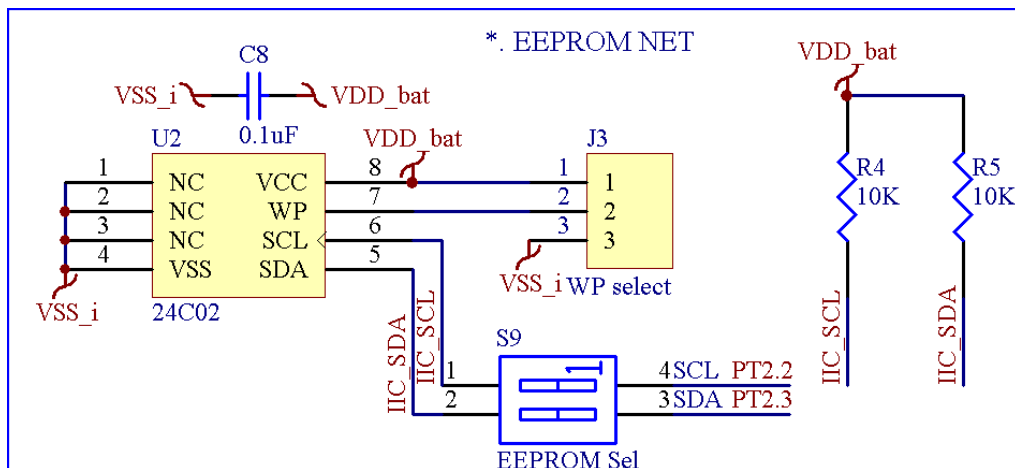 *. EEPROM NET
C8
VSS_i
VDD_bat
0.1uF
VDD_bat
U2
VDD_bat
J3
1 NC VCC 8 1 1
2 NC WP 7 2 2
3 NC SCL 6 3 3
4 VSS SDA 5
VSS_i
24C02
VSS_i
WP select
R4
10K
R5
10K
IIC_SDA
IIC_SCL
IIC_SCL
IIC_SDA
S9
1 1 4 SCL PT2.2
2 3 SDA PT2.3
EEPROM Sel